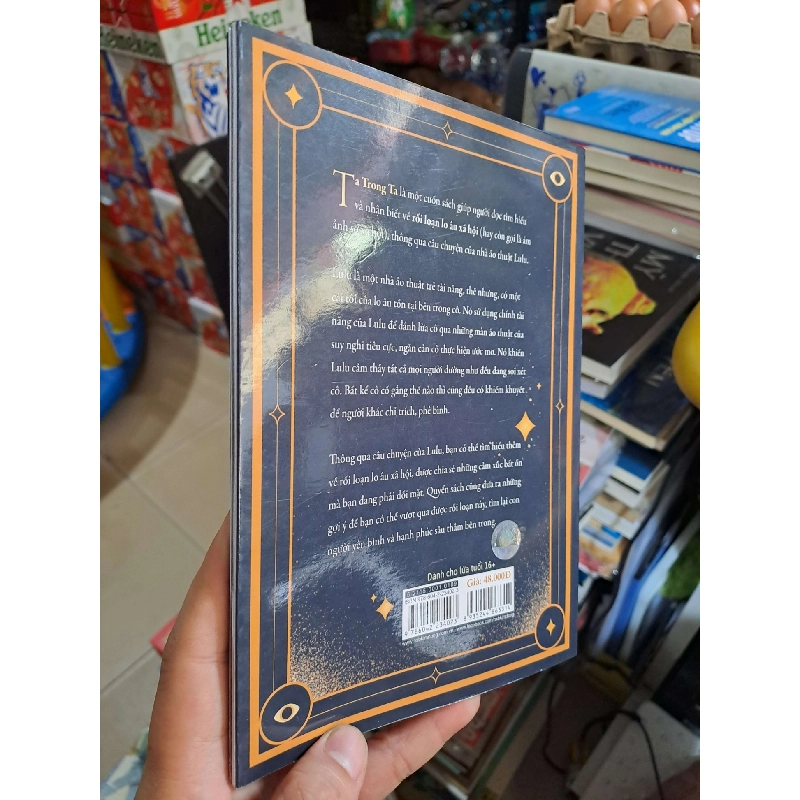 Heineken
Heineken
Ta Trong Ta là một cuốn sách giúp người đọc tìm hiểu
và nhận biết về rối loạn lo âu xã hội (hay còn gọi là ám
ảnh sợ xã hội), thông qua câu chuyện của nhà ảo thuật Lulu.
Lulu là một nhà ảo thuật trẻ tài năng, thế nhưng, có một
cái tôi của lo âu tồn tại bên trong cô. Nó sử dụng chính tài
năng của Lulu để đánh lừa cô qua những màn ảo thuật của
suy nghĩ tiêu cực, ngăn cản cô thực hiện ước mơ. Nó khiến
Lulu cảm thấy tất cả mọi người dường như đều đang soi xét
cô. Bất kể cô cố gắng thế nào thì cũng đều có khiếm khuyết
để người khác chỉ trích, phê bình.
Thông qua câu chuyện của Lulu, bạn có thể tìm hiểu thêm
về rối loạn lo âu xã hội, được chia sẻ những cảm xúc bất ổn
mà bạn đang phải đối mặt. Quyển sách cũng đưa ra những
gợi ý để bạn có thể vượt qua được rối loạn này, tìm lại con
người yên bình và hạnh phúc sâu thẳm bên trong.
Dành cho lứa tuổi 16+
Giá: 48.000Đ
MỲ